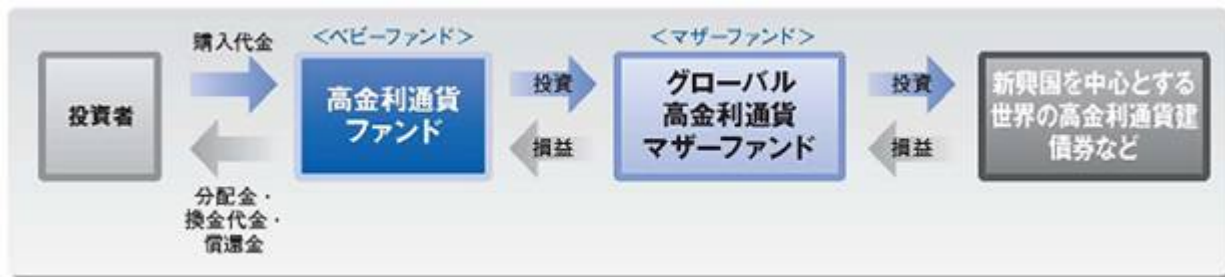 購入代金
＜ベビーファンド＞
＜マザーファンド＞
投資者
高金利通貨
ファンド
投資
グローバル
高金利通貨
マザーファンド
投資
新興国を中心とする
世界の高金利通貨建
債券など
損益
損益
分配金・
換金代金・
償還金